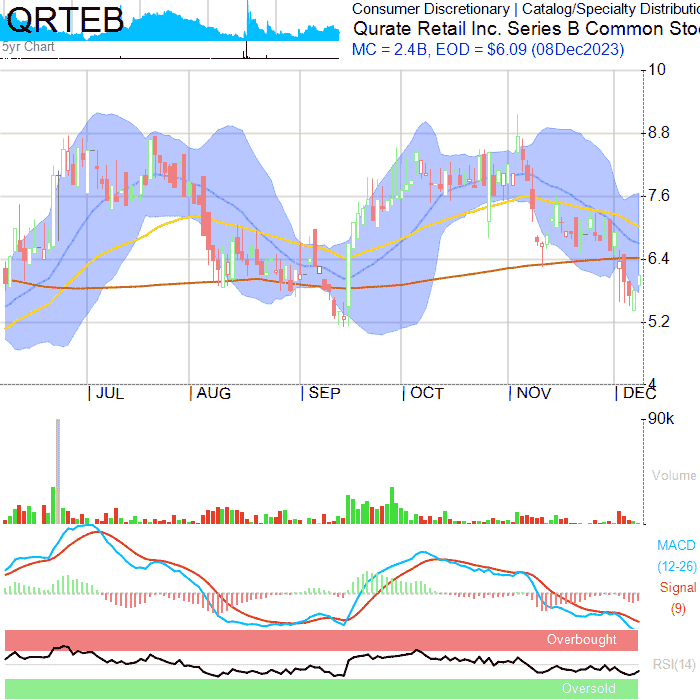 QRTEB
5yr Chart
Consumer Discretionary | Catalog/Specialty Distributio
Qurate Retail Inc. Series B Common Sto
MC = 2.4B, EOD = $6.09 (08Dec2023)
10
8.8
7.6
6.4
5.2
4
JUL AUG SEP OCT NOV DEC
90k
Volume
MACD
(12-26)
Signal
(9)
Overbought
RSI(14)
Oversold